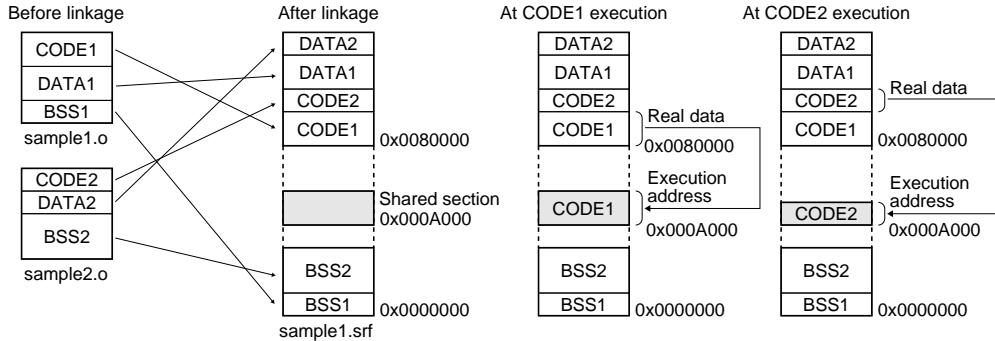 Before linkage
CODE1
DATA1
BSS1
sample1.o
CODE2
DATA2
BSS2
sample2.o
After linkage
DATA2
DATA1
CODE2
CODE1
0x0080000
Shared section
0x000A000
BSS2
BSS1
0x0000000
sample1.srf
At CODE1 execution
DATA2
DATA1
CODE2
CODE1
Real data
0x0080000
Execution
address
CODE1
0x000A000
BSS2
BSS1
0x0000000
At CODE2 execution
DATA2
DATA1
CODE2
Real data
CODE1
0x0080000
Execution
address
CODE2
0x000A000
BSS2
BSS1
0x0000000